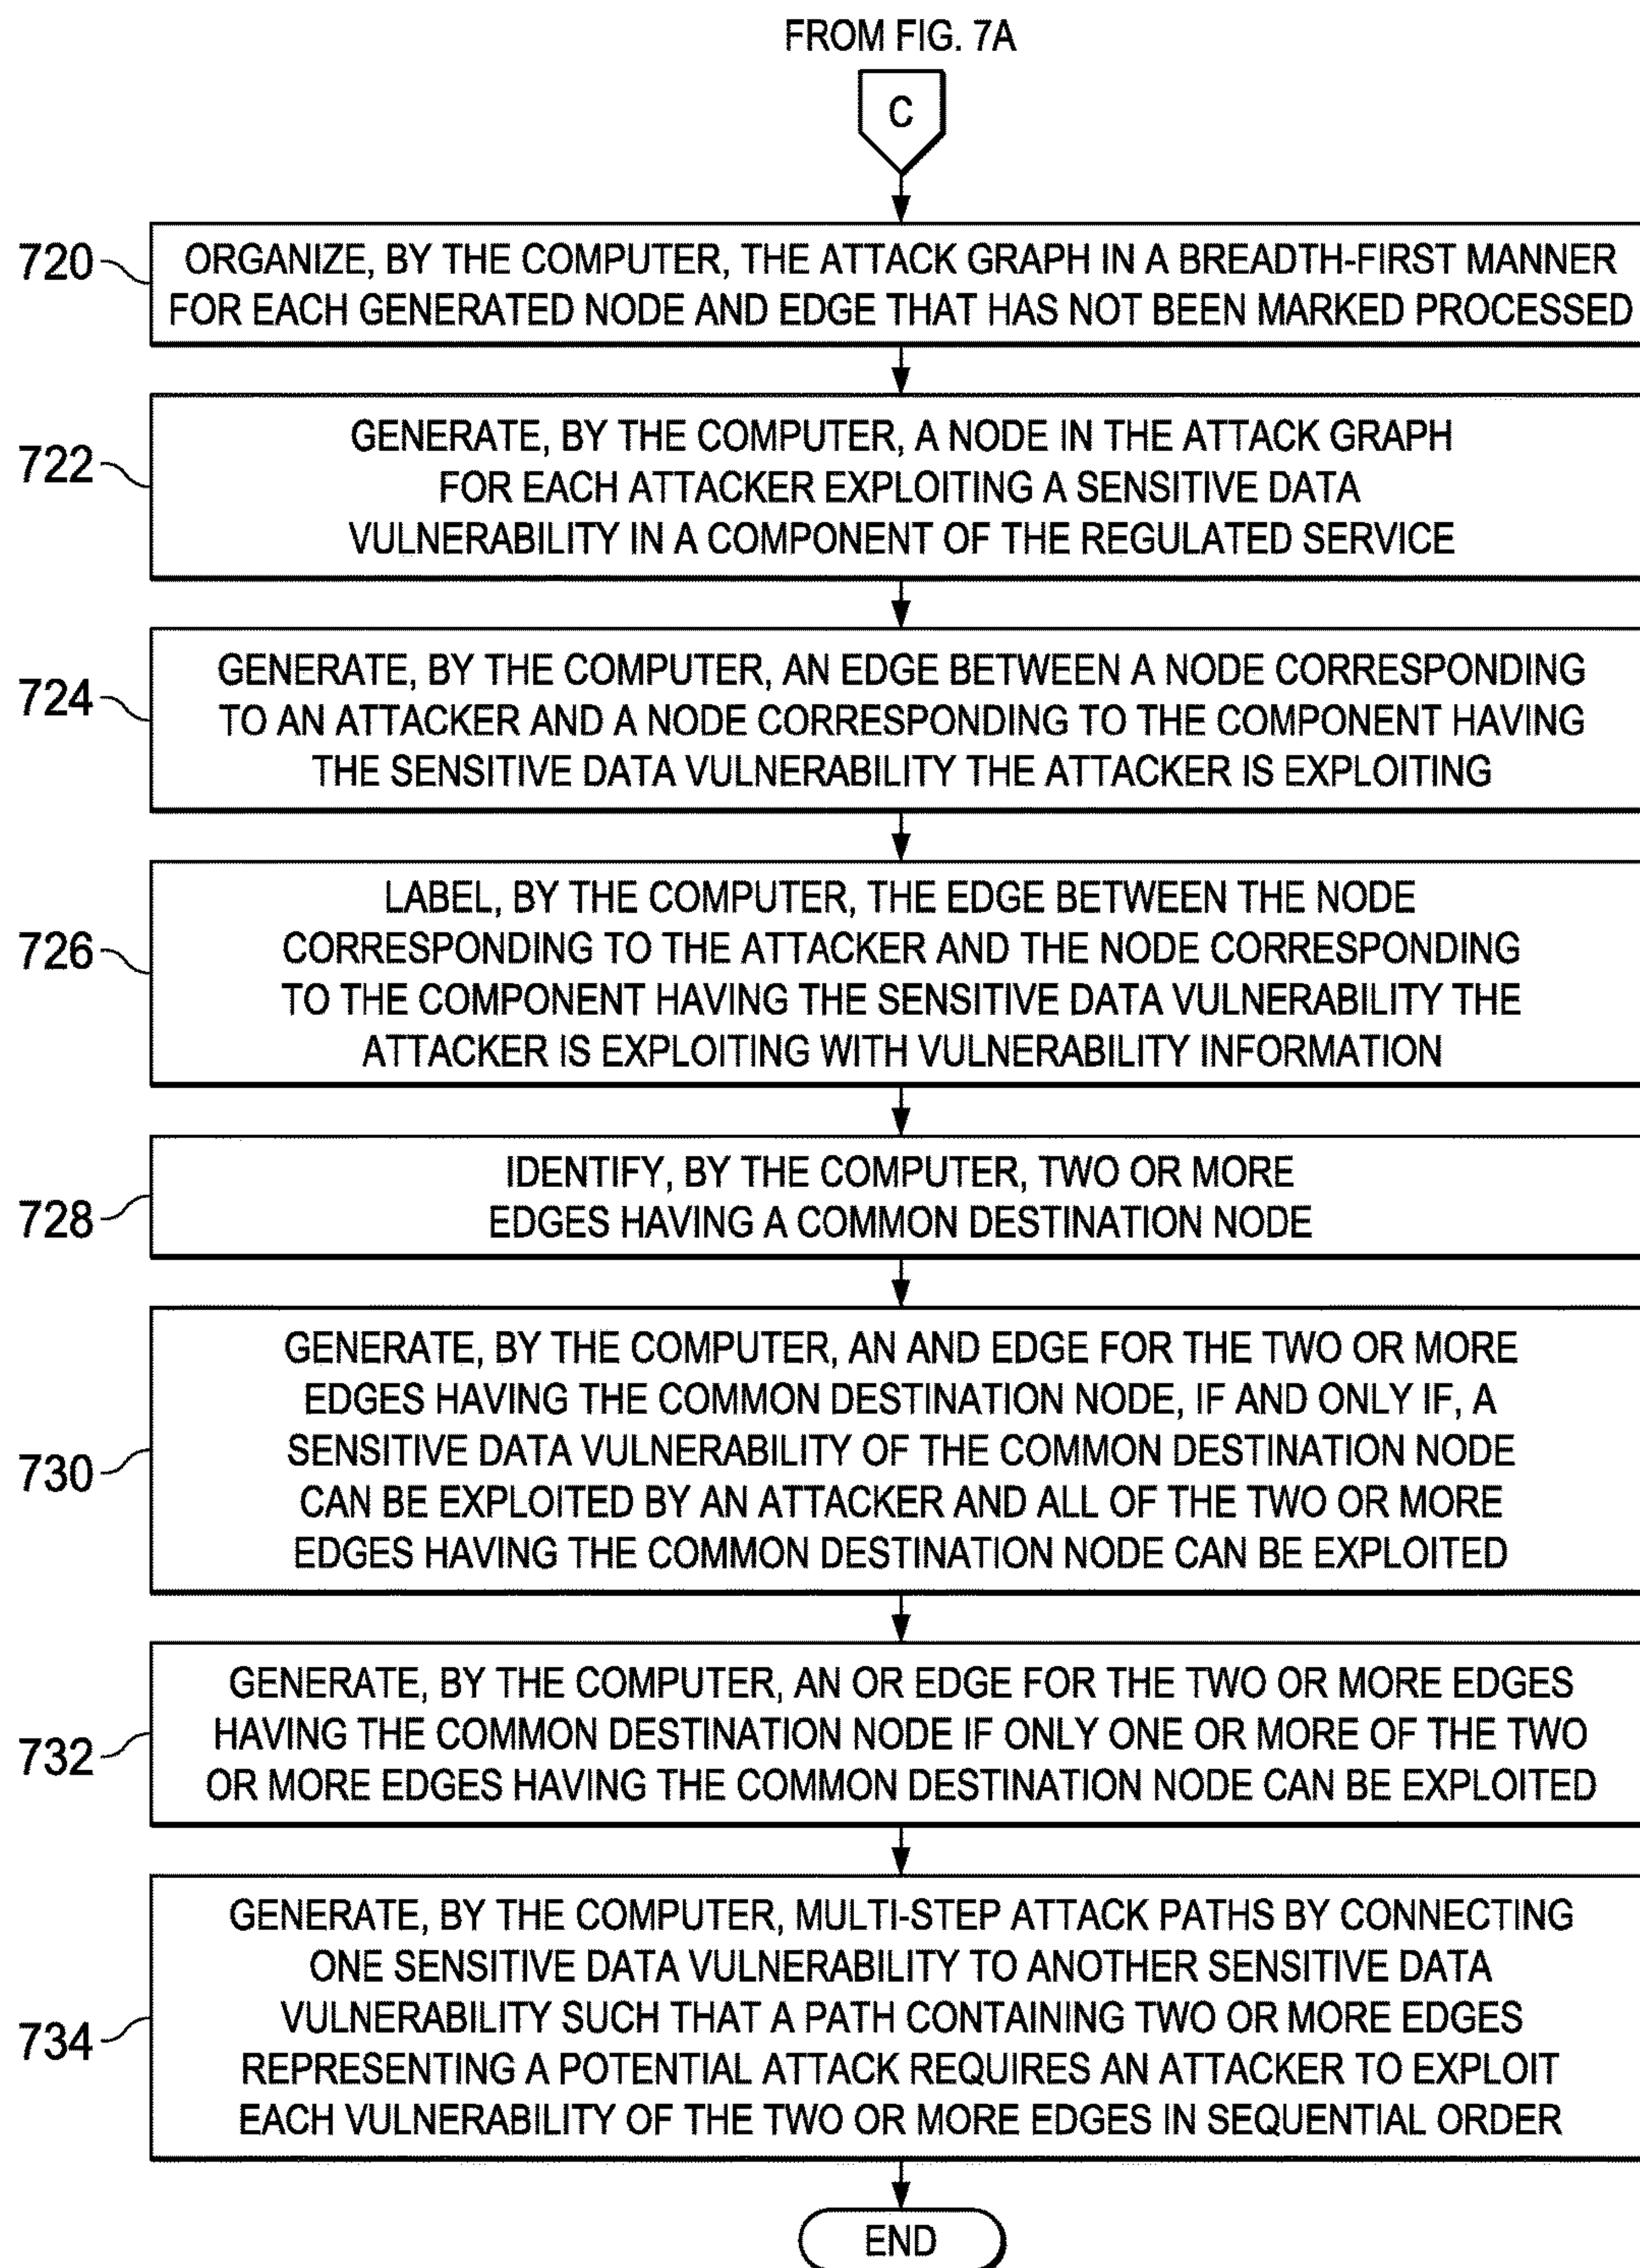 FROM FIG. 7A
C
720
ORGANIZE, BY THE COMPUTER, THE ATTACK GRAPH IN A BREADTH-FIRST MANNER
FOR EACH GENERATED NODE AND EDGE THAT HAS NOT BEEN MARKED PROCESSED
722
GENERATE, BY THE COMPUTER, A NODE IN THE ATTACK GRAPH
FOR EACH ATTACKER EXPLOITING A SENSITIVE DATA
VULNERABILITY IN A COMPONENT OF THE REGULATED SERVICE
724
GENERATE, BY THE COMPUTER, AN EDGE BETWEEN A NODE CORRESPONDING
TO AN ATTACKER AND A NODE CORRESPONDING TO THE COMPONENT HAVING
THE SENSITIVE DATA VULNERABILITY THE ATTACKER IS EXPLOITING
726
LABEL, BY THE COMPUTER, THE EDGE BETWEEN THE NODE
CORRESPONDING TO THE ATTACKER AND THE NODE CORRESPONDING
TO THE COMPONENT HAVING THE SENSITIVE DATA VULNERABILITY THE
ATTACKER IS EXPLOITING WITH VULNERABILITY INFORMATION
728
IDENTIFY, BY THE COMPUTER, TWO OR MORE
EDGES HAVING A COMMON DESTINATION NODE
730
GENERATE, BY THE COMPUTER, AN AND EDGE FOR THE TWO OR MORE
EDGES HAVING THE COMMON DESTINATION NODE, IF AND ONLY IF, A
SENSITIVE DATA VULNERABILITY OF THE COMMON DESTINATION NODE
CAN BE EXPLOITED BY AN ATTACKER AND ALL OF THE TWO OR MORE
EDGES HAVING THE COMMON DESTINATION NODE CAN BE EXPLOITED
732
GENERATE, BY THE COMPUTER, AN OR EDGE FOR THE TWO OR MORE EDGES
HAVING THE COMMON DESTINATION NODE IF ONLY ONE OR MORE OF THE TWO
OR MORE EDGES HAVING THE COMMON DESTINATION NODE CAN BE EXPLOITED
734
GENERATE, BY THE COMPUTER, MULTI-STEP ATTACK PATHS BY CONNECTING
ONE SENSITIVE DATA VULNERABILITY TO ANOTHER SENSITIVE DATA
VULNERABILITY SUCH THAT A PATH CONTAINING TWO OR MORE EDGES
REPRESENTING A POTENTIAL ATTACK REQUIRES AN ATTACKER TO EXPLOIT
EACH VULNERABILITY OF THE TWO OR MORE EDGES IN SEQUENTIAL ORDER
END